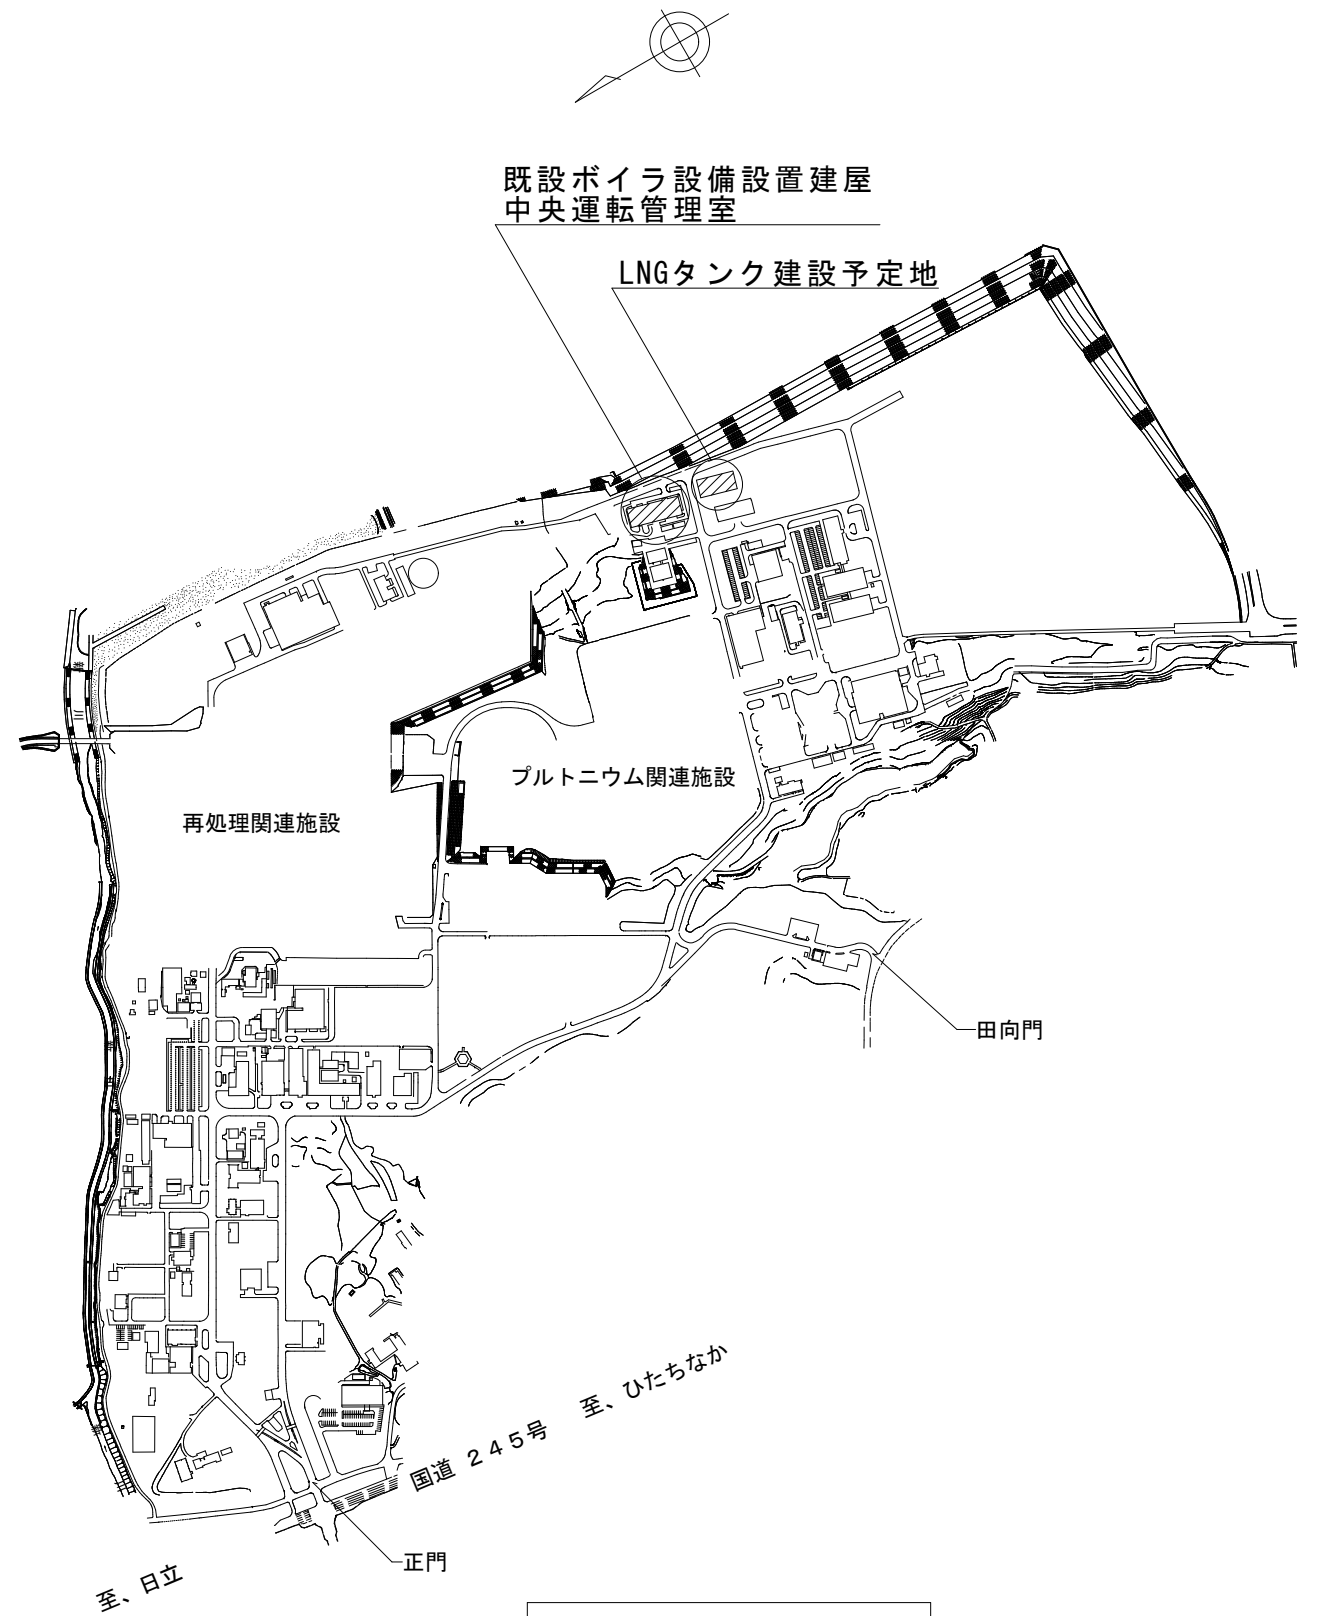 既設ボイラ設備設置建屋
中央運転管理室
LNGタンク建設予定地
プルトニウム関連施設
再処理関連施設
田向門
国道 245号 至、ひたちなか
正門
至、日立